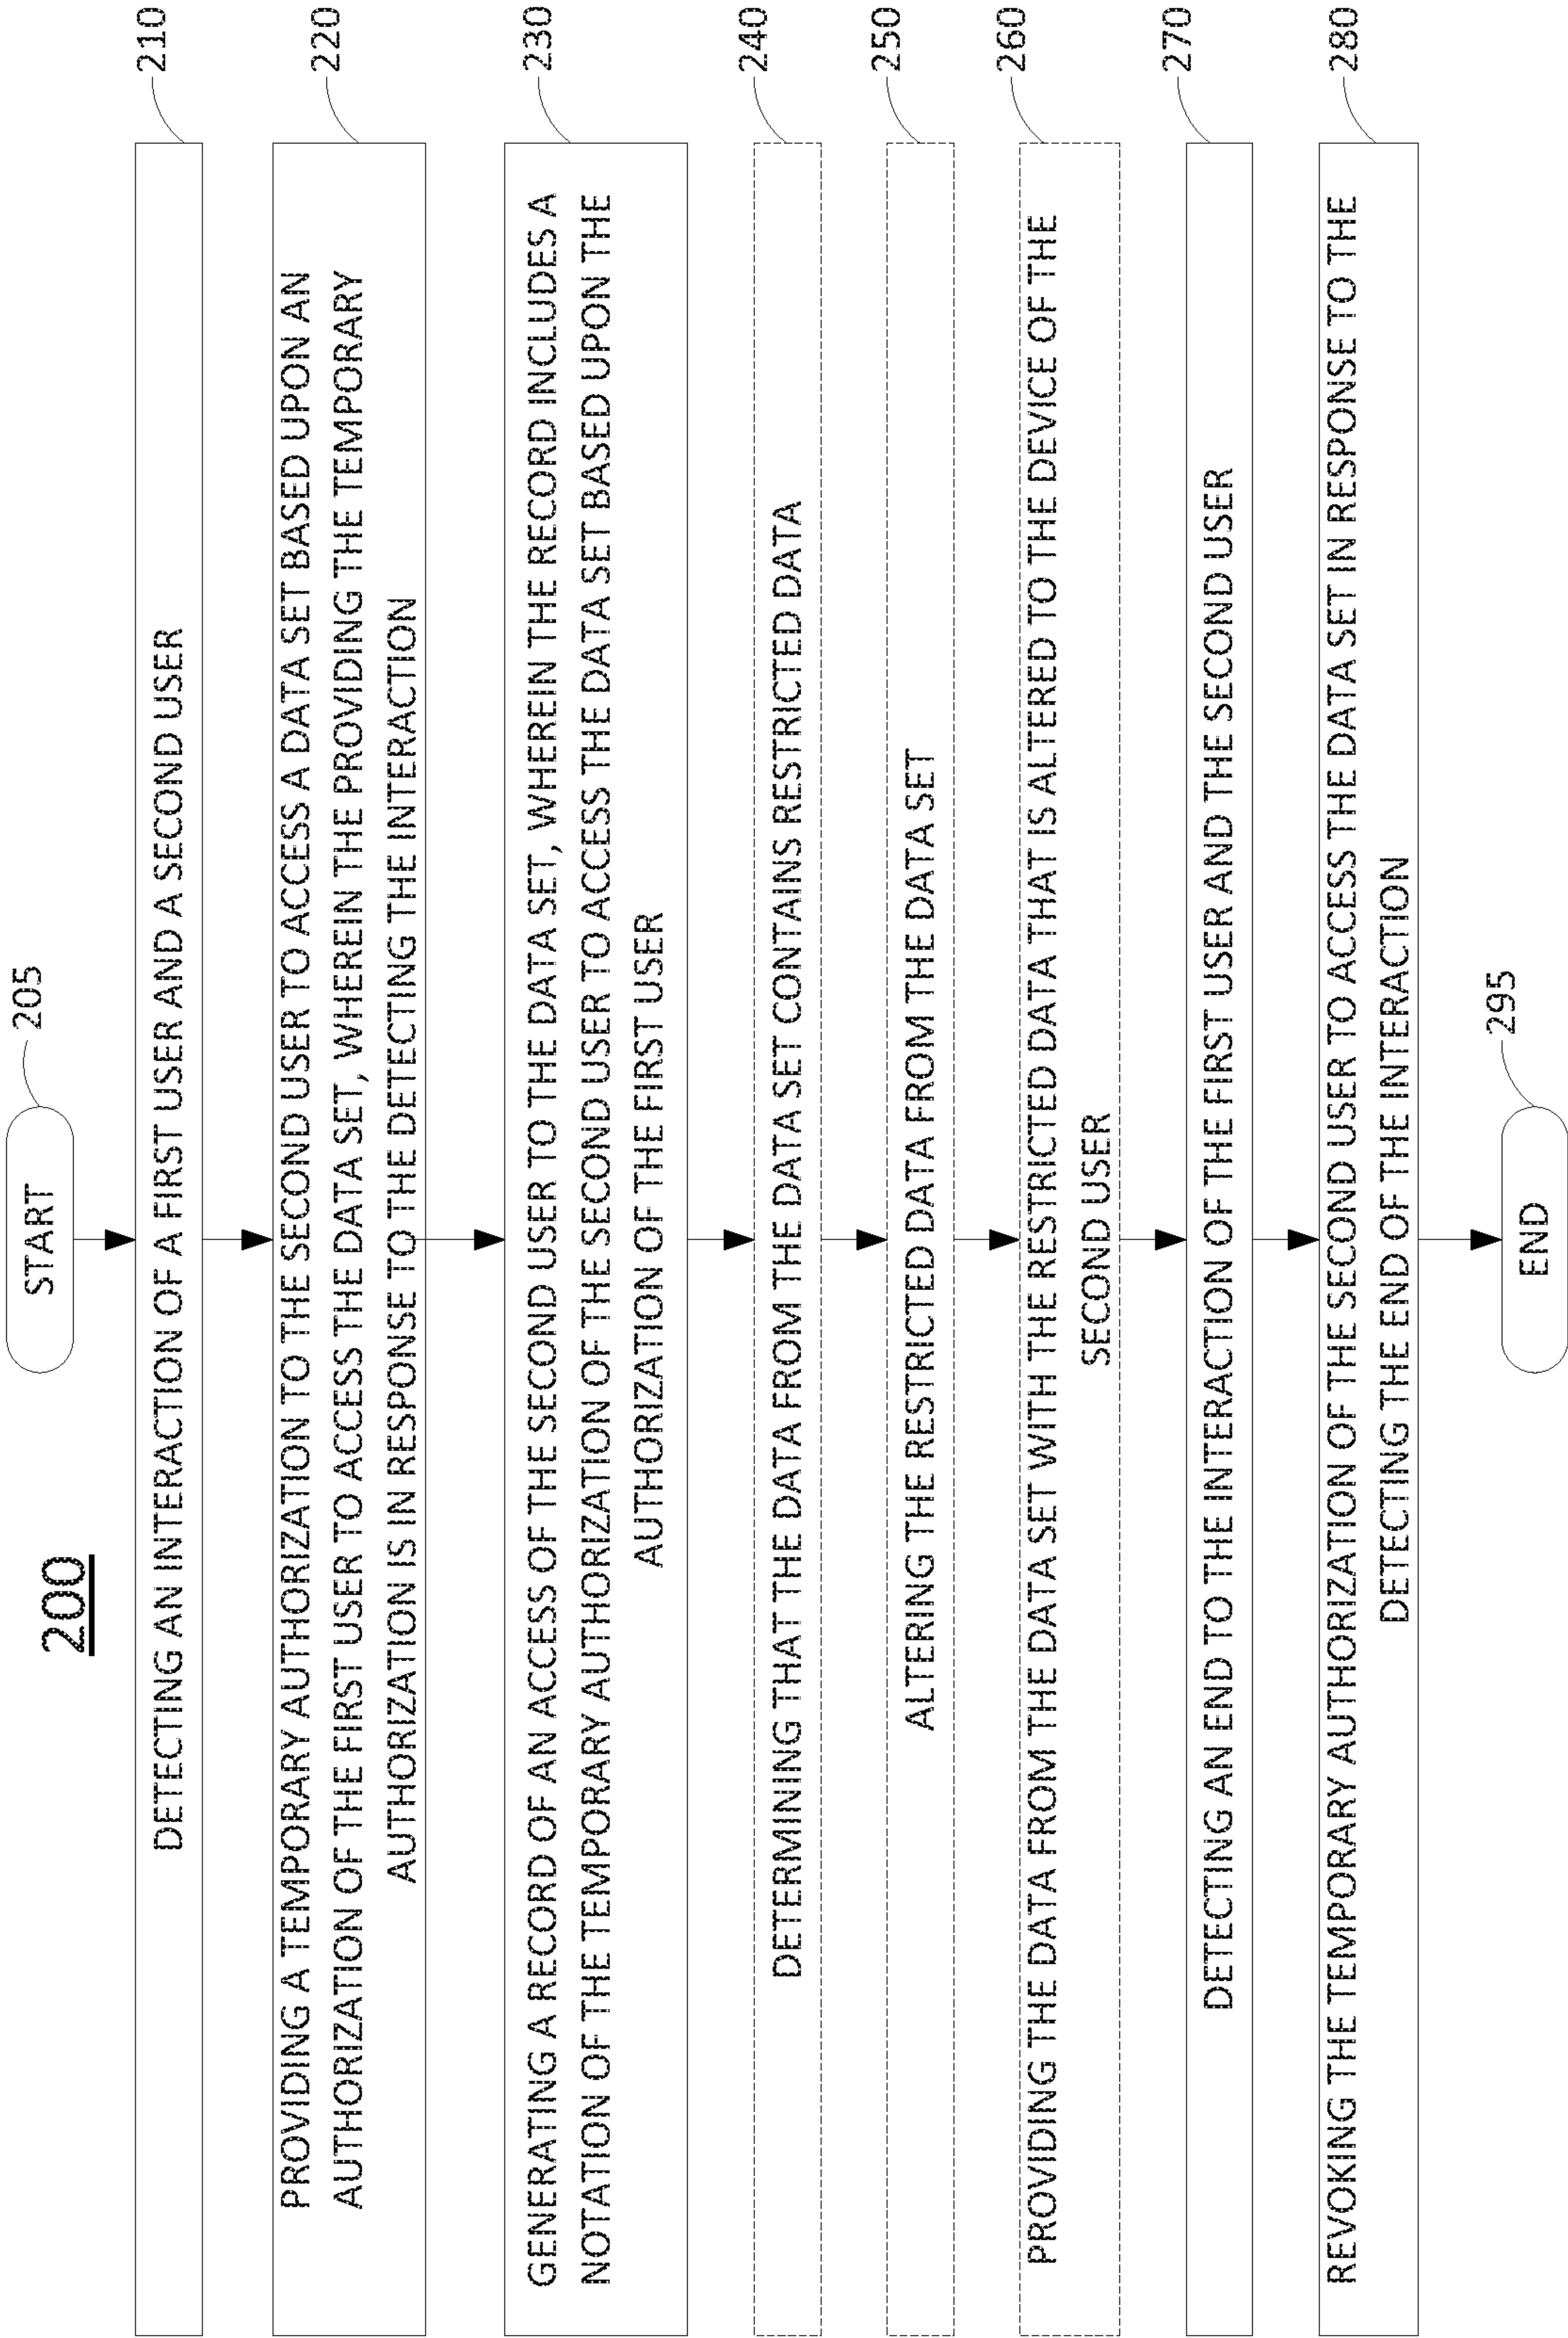 200
START
205
DETECTING AN INTERACTION OF A FIRST USER AND A SECOND USER
210
PROVIDING A TEMPORARY AUTHORIZATION TO THE SECOND USER TO ACCESS A DATA SET BASED UPON AN
AUTHORIZATION OF THE FIRST USER TO ACCESS THE DATA SET, WHEREIN THE PROVIDING THE TEMPORARY
AUTHORIZATION IS IN RESPONSE TO THE DETECTING THE INTERACTION
220
GENERATING A RECORD OF AN ACCESS OF THE SECOND USER TO THE DATA SET, WHEREIN THE RECORD INCLUDES A
NOTATION OF THE TEMPORARY AUTHORIZATION OF THE SECOND USER TO ACCESS THE DATA SET BASED UPON THE
AUTHORIZATION OF THE FIRST USER
230
DETERMINING THAT THE DATA FROM THE DATA SET CONTAINS RESTRICTED DATA
240
ALTERING THE RESTRICTED DATA FROM THE DATA SET
250
PROVIDING THE DATA FROM THE DATA SET WITH THE RESTRICTED DATA THAT IS ALTERED TO THE DEVICE OF THE
SECOND USER
260
DETECTING AN END TO THE INTERACTION OF THE FIRST USER AND THE SECOND USER
270
REVOKING THE TEMPORARY AUTHORIZATION OF THE SECOND USER TO ACCESS THE DATA SET IN RESPONSE TO THE
DETECTING THE END OF THE INTERACTION
280
END
295